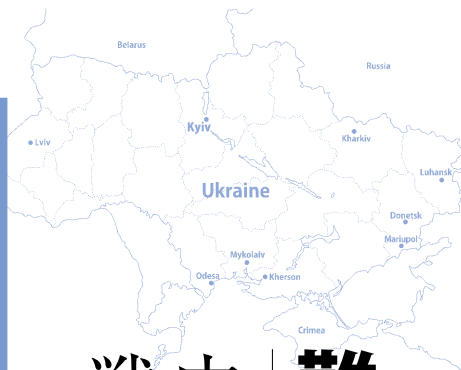 Belarus
Russia
Kyiv
Kharkiv
Lviv
Luhansk
Ukraine
Donetsk
Mariupol
Mykolaiv
Odesa
Kherson
Crimea